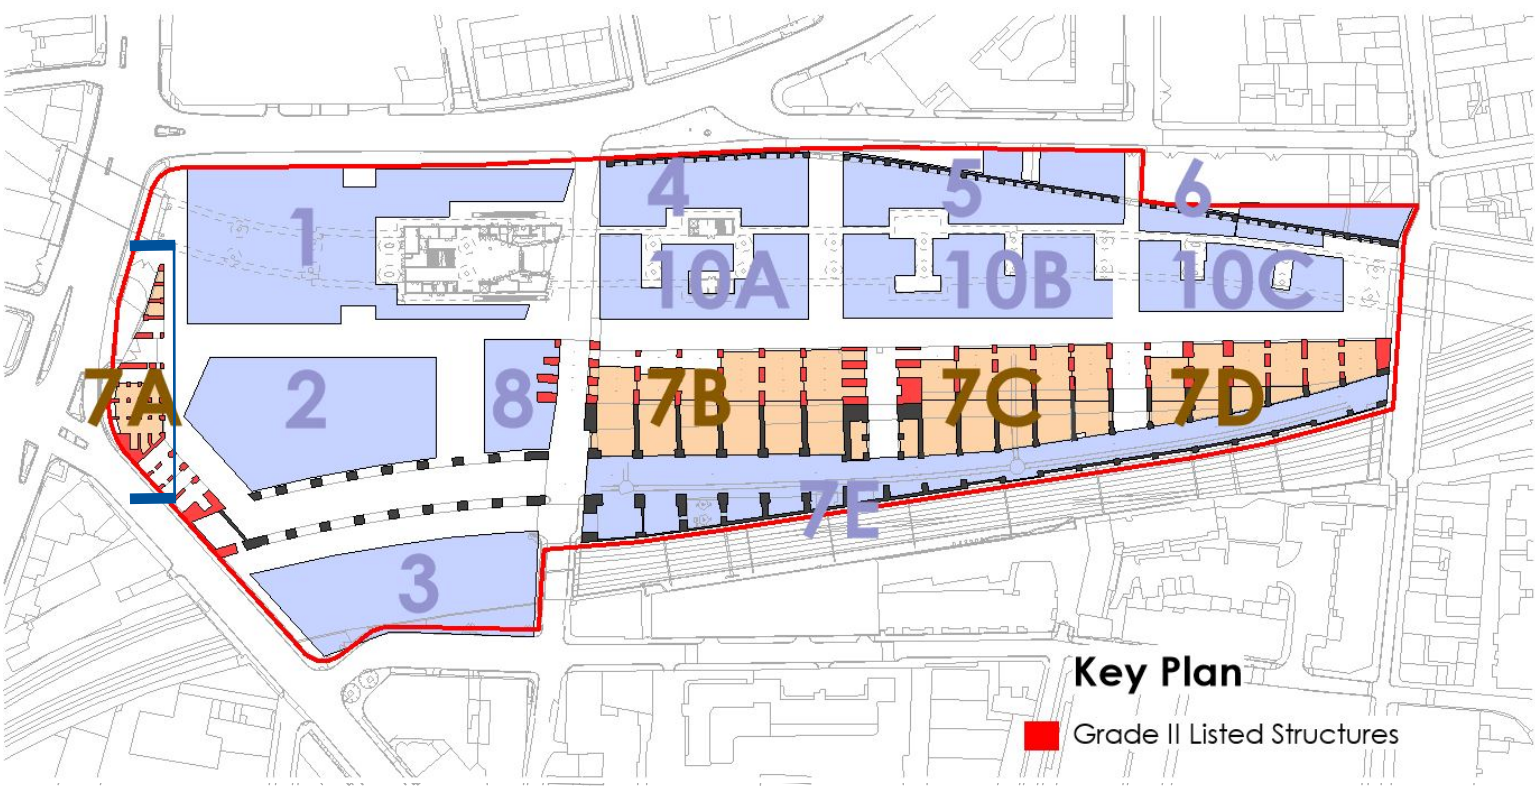 1
4
5
6
10A
10B
10C
7A
2
8
7B
7C
7D
7E
3
Key Plan
Grade II Listed Structures